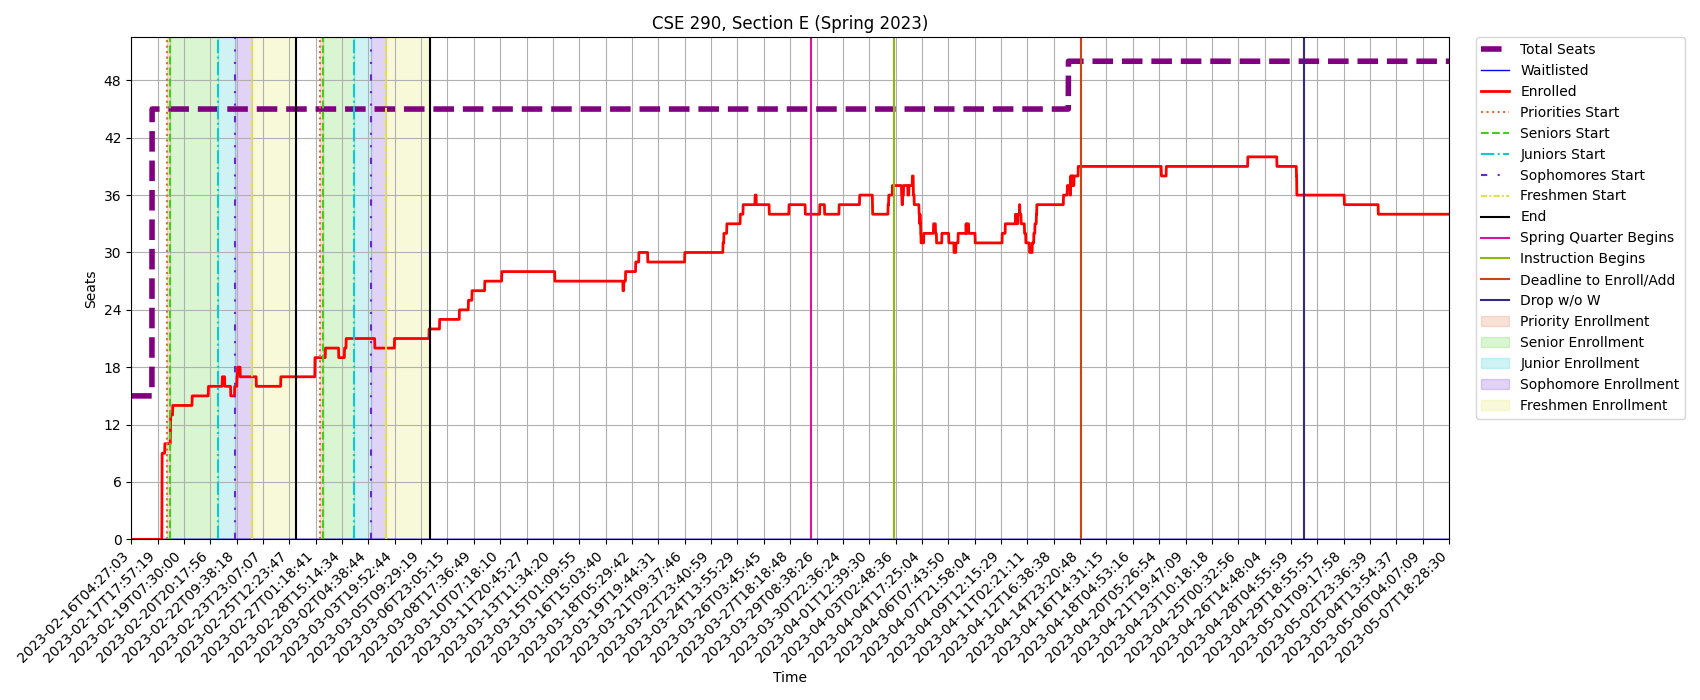 CSE 290, Section E (Spring 2023)
Seats
48
42
36
30
24
18
12
6
0
2023-02-16T04:27:03
2023-02-17T17:57:19
2023-02-19T07:30:00
2023-02-20T20:17:56
2023-02-22T09:38:18
2023-02-23T23:07:07
2023-02-25T12:23:47
2023-02-27T01:18:41
2023-02-28T15:14:34
2023-03-02T04:38:44
2023-03-03T19:52:44
2023-03-05T09:29:19
2023-03-06T23:05:15
2023-03-10T07:36:49
2023-03-10T07:18:10
2023-03-11T20:45:27
2023-03-13T11:34:20
2023-03-15T01:09:55
2023-03-16T15:03:40
2023-03-18T05:29:42
2023-03-19T19:44:31
2023-03-21T09:37:46
2023-03-22T23:40:59
2023-03-24T13:55:29
2023-03-26T03:45:45
2023-03-27T18:18:48
2023-03-29T08:38:26
2023-03-30T22:36:24
2023-04-01T12:39:30
2023-04-03T02:48:36
2023-04-04T17:25:04
2023-04-06T07:43:50
2023-04-07T21:58:04
2023-04-09T12:15:29
2023-04-11T02:21:11
2023-04-12T16:38:38
2023-04-14T23:20:48
2023-04-16T14:31:15
2023-04-18T04:53:16
2023-04-20T05:26:54
2023-04-21T19:47:09
2023-04-23T10:18:18
2023-04-25T00:32:56
2023-04-26T14:48:04
2023-04-28T04:55:59
2023-04-29T18:55:55
2023-05-01T09:17:58
2023-05-02T23:36:39
2023-05-04T13:54:37
2023-05-06T04:07:09
2023-05-07T18:28:30
Time
Total Seats
Waitlisted
Enrolled
Priorities Start
Seniors Start
Juniors Start
Sophomores Start
Freshmen Start
End
Spring Quarter Begins
Instruction Begins
Deadline to Enroll/Add
Drop w/o W
Priority Enrollment
Senior Enrollment
Junior Enrollment
Sophomore Enrollment
Freshmen Enrollment